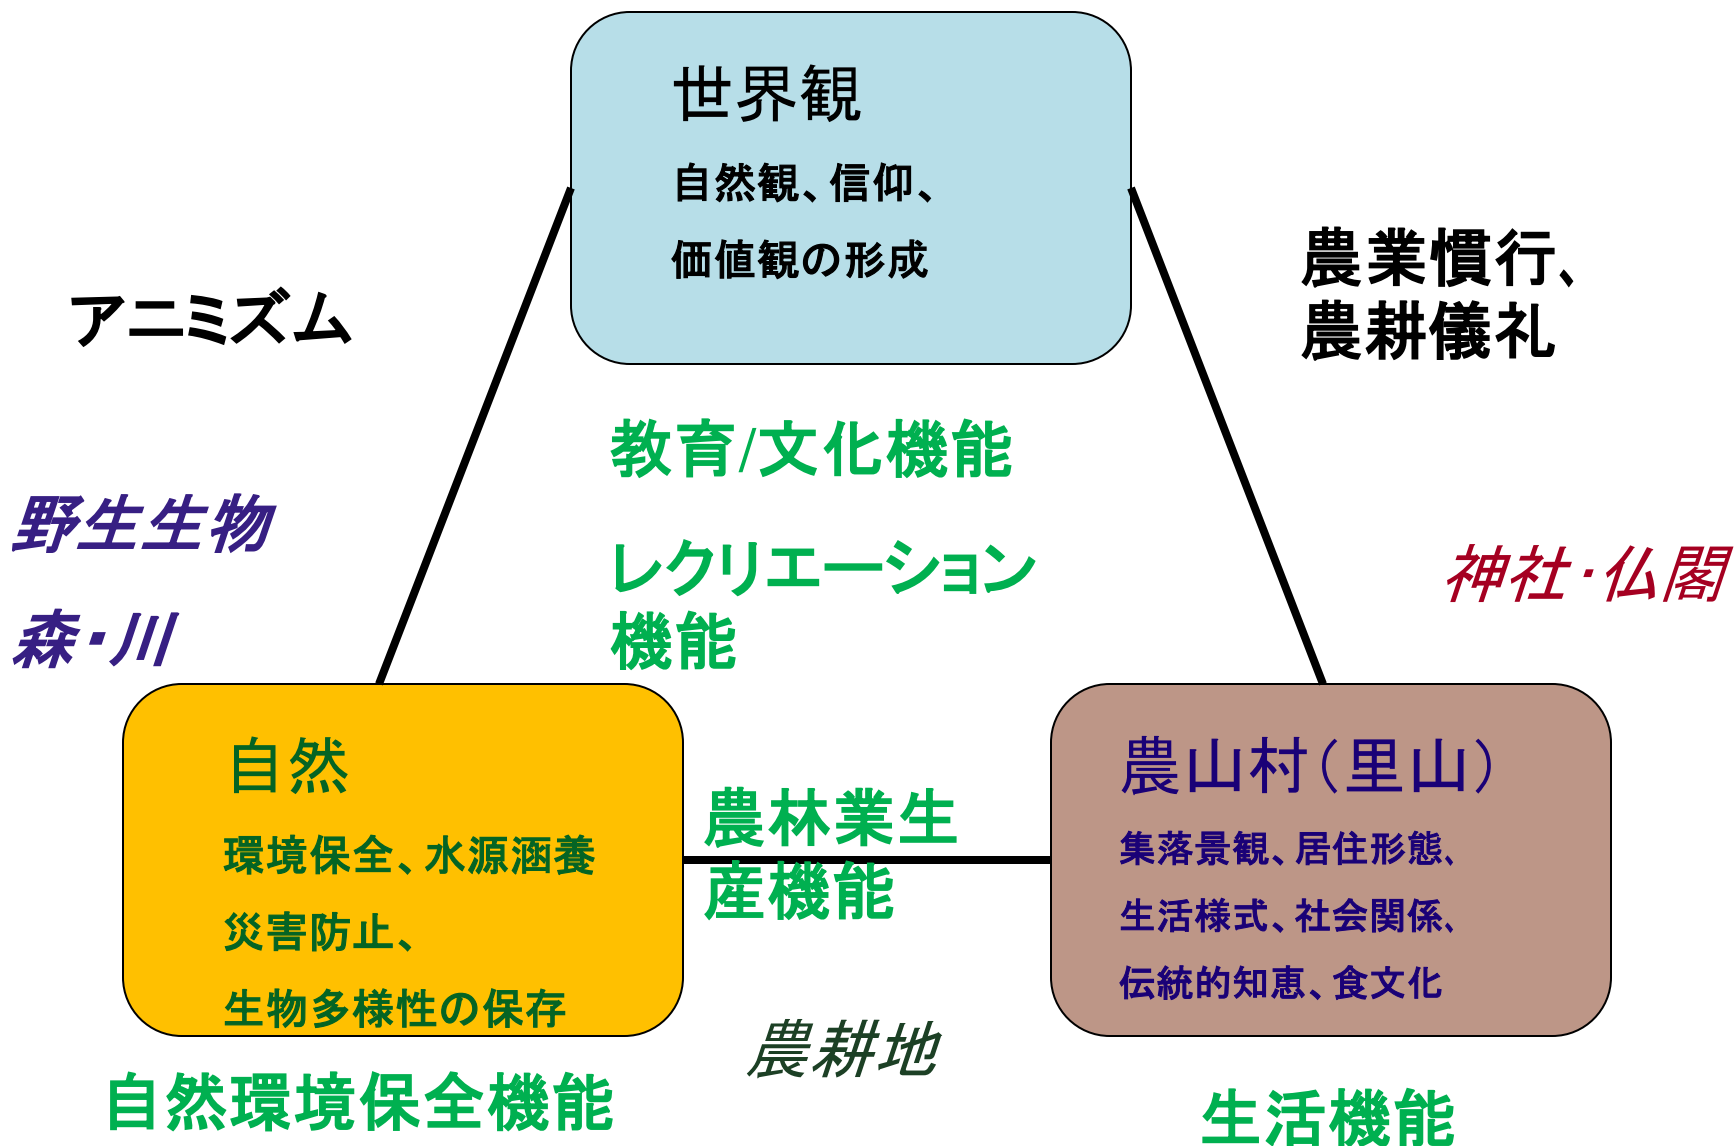 世界観
自然観、信仰、
価値観の形成
アニミズム
農業慣行、
農耕儀礼
教育/文化機能
野生生物
レクリエーション
機能
神社・仏閣
森・川
自然
環境保全、水源涵養
災害防止、
生物多様性の保存
農林業生
産機能
農山村（里山）
集落景観、居住形態、
生活様式、社会関係、
伝統的知恵、食文化
農耕地
自然環境保全機能
生活機能